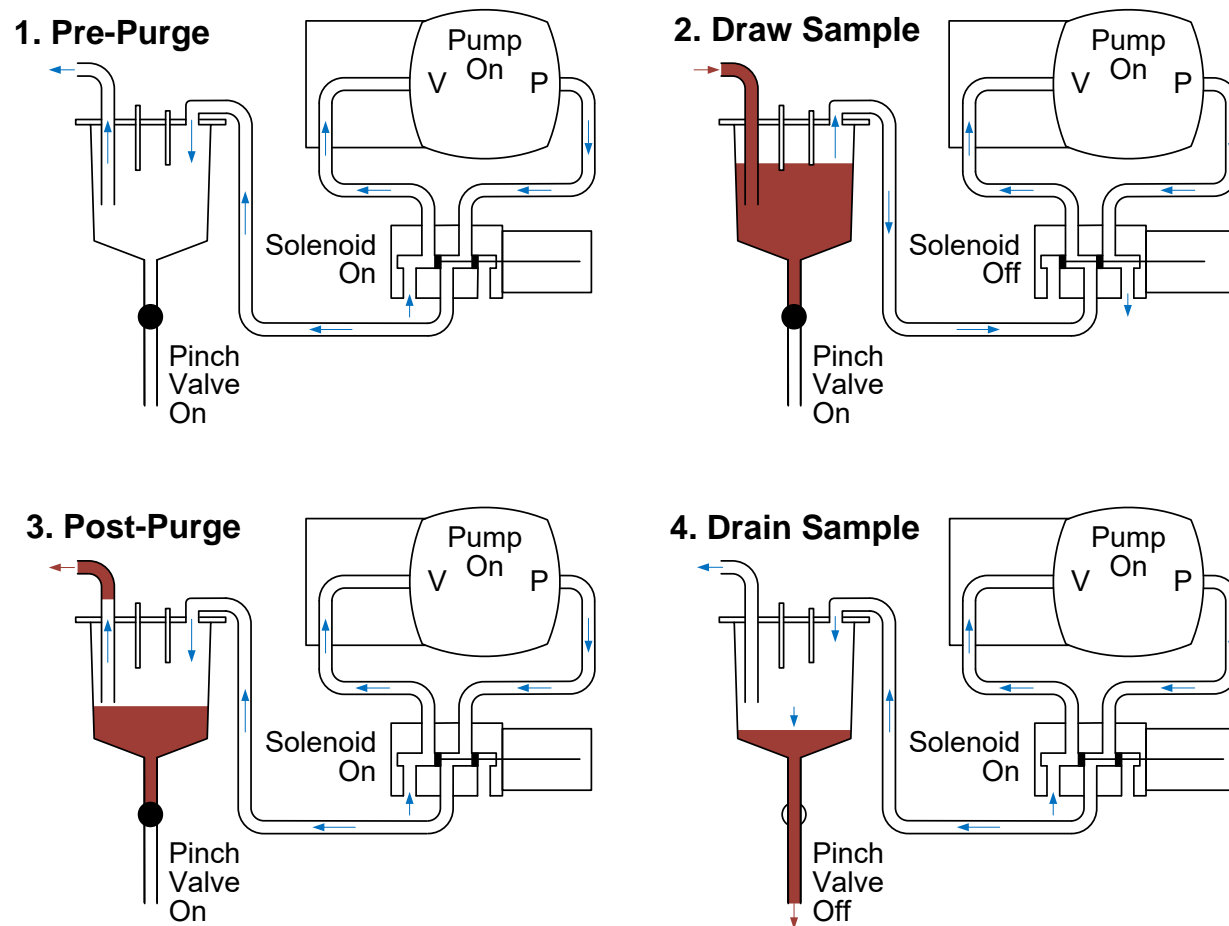 1. Pre-Purge
Pump
On
V P
Solenoid
On
Pinch
Valve
On
2. Draw Sample
Pump
On
V P
Solenoid
Off
Pinch
Valve
On
3. Post-Purge
Pump
On
V P
Solenoid
On
Pinch
Valve
On
4. Drain Sample
Pump
On
V P
Solenoid
On
Pinch
Valve
Off